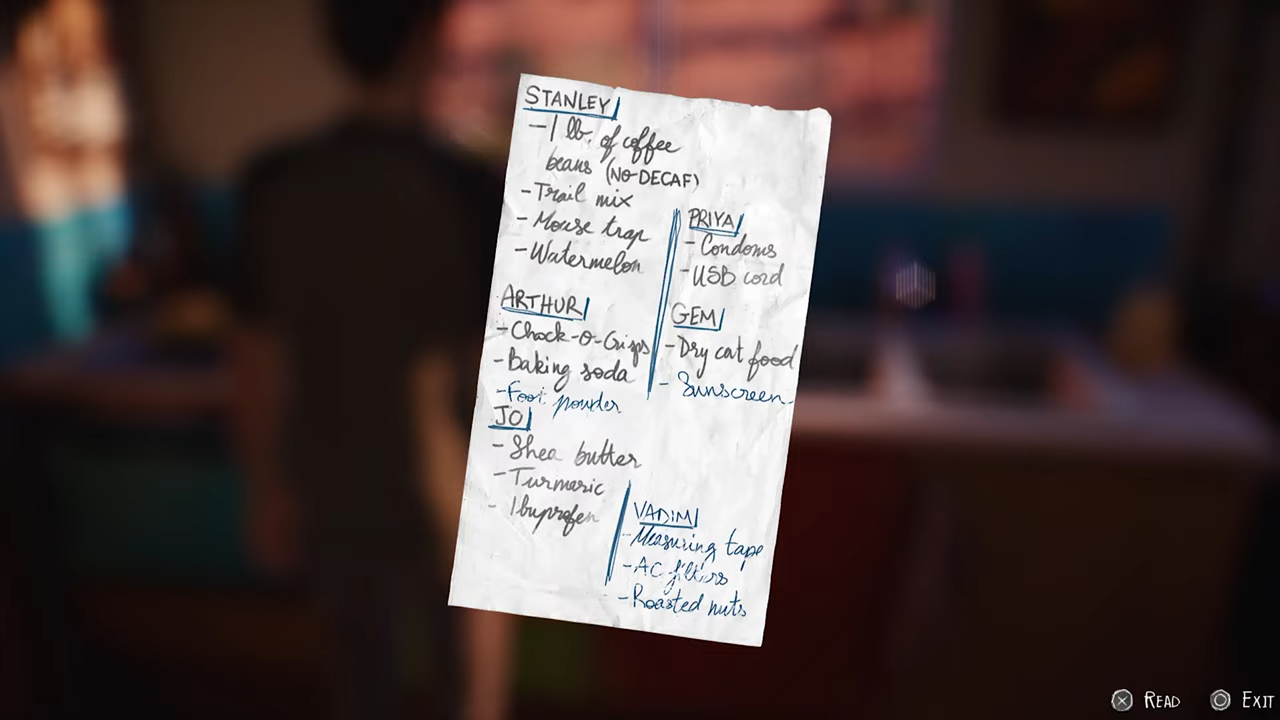 STANLEY
- 1 lb. of coffee
beans (NO DECAF)
- Trail mix
- Mouse trap
- Watermelon
ARTHUR
- Chock-o-Crisps
- Baking soda
- Foot powder
JO
- Shea butter
- Turmaric
- Ibuprofen
PRIYA
- Condoms
- USB cord
GEM
- Dry cat food
- Sunscreen
VADIM
- Measuring tape
- AC filters
- Roasted nuts
READ
EXIT